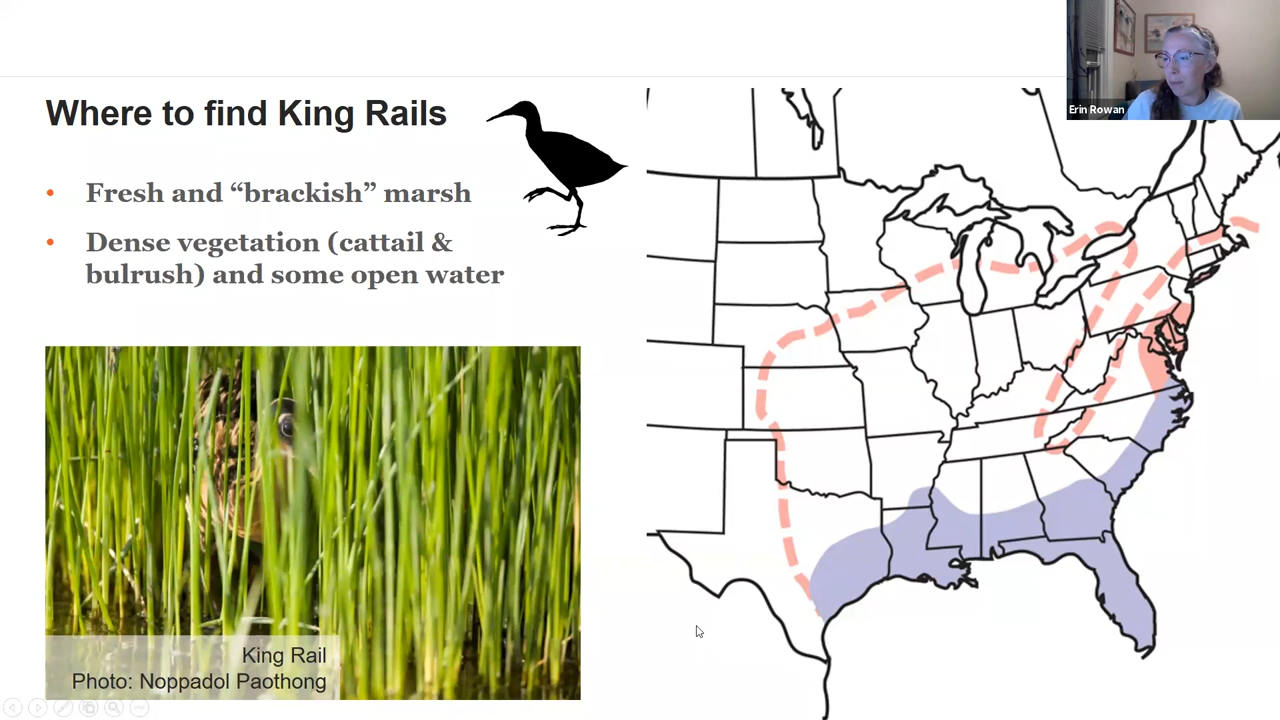 Erin Rowan
Where to find King Rails
• Fresh and “brackish” marsh
• Dense vegetation (cattail &
bulrush) and some open water
King Rail
Photo: Noppadol Paothong